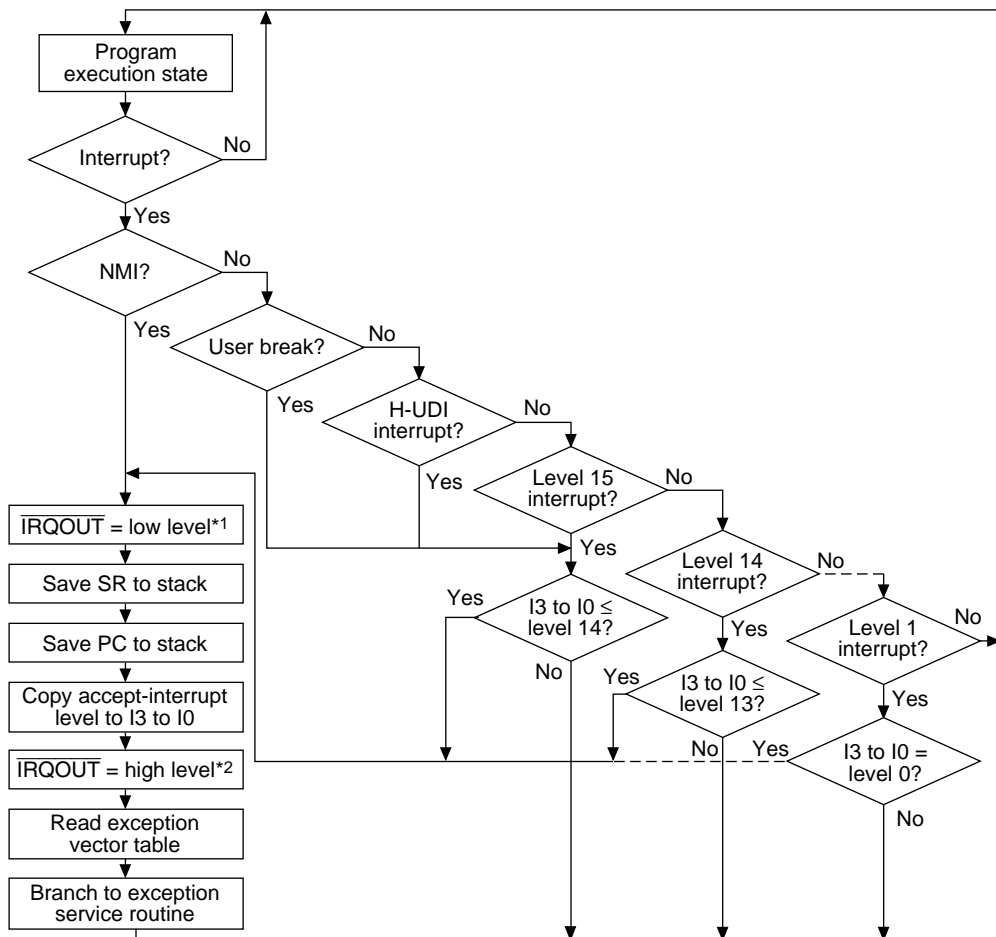 Program
execution state
Interrupt?
No
Yes
NMI?
No
Yes
User break?
No
Yes
H-UDI
interrupt?
No
Yes
Level 15
interrupt?
No
Yes
Level 14
interrupt?
No
Yes
Level 1
interrupt?
No
Yes
I3 to I0 ≤
level 14?
Yes
No
I3 to I0 ≤
level 13?
Yes
No
I3 to I0 =
level 0?
Yes
No
IRQOUT = low level*1
Save SR to stack
Save PC to stack
Copy accept-interrupt
level to I3 to I0
IRQOUT = high level*2
Read exception
vector table
Branch to exception
service routine